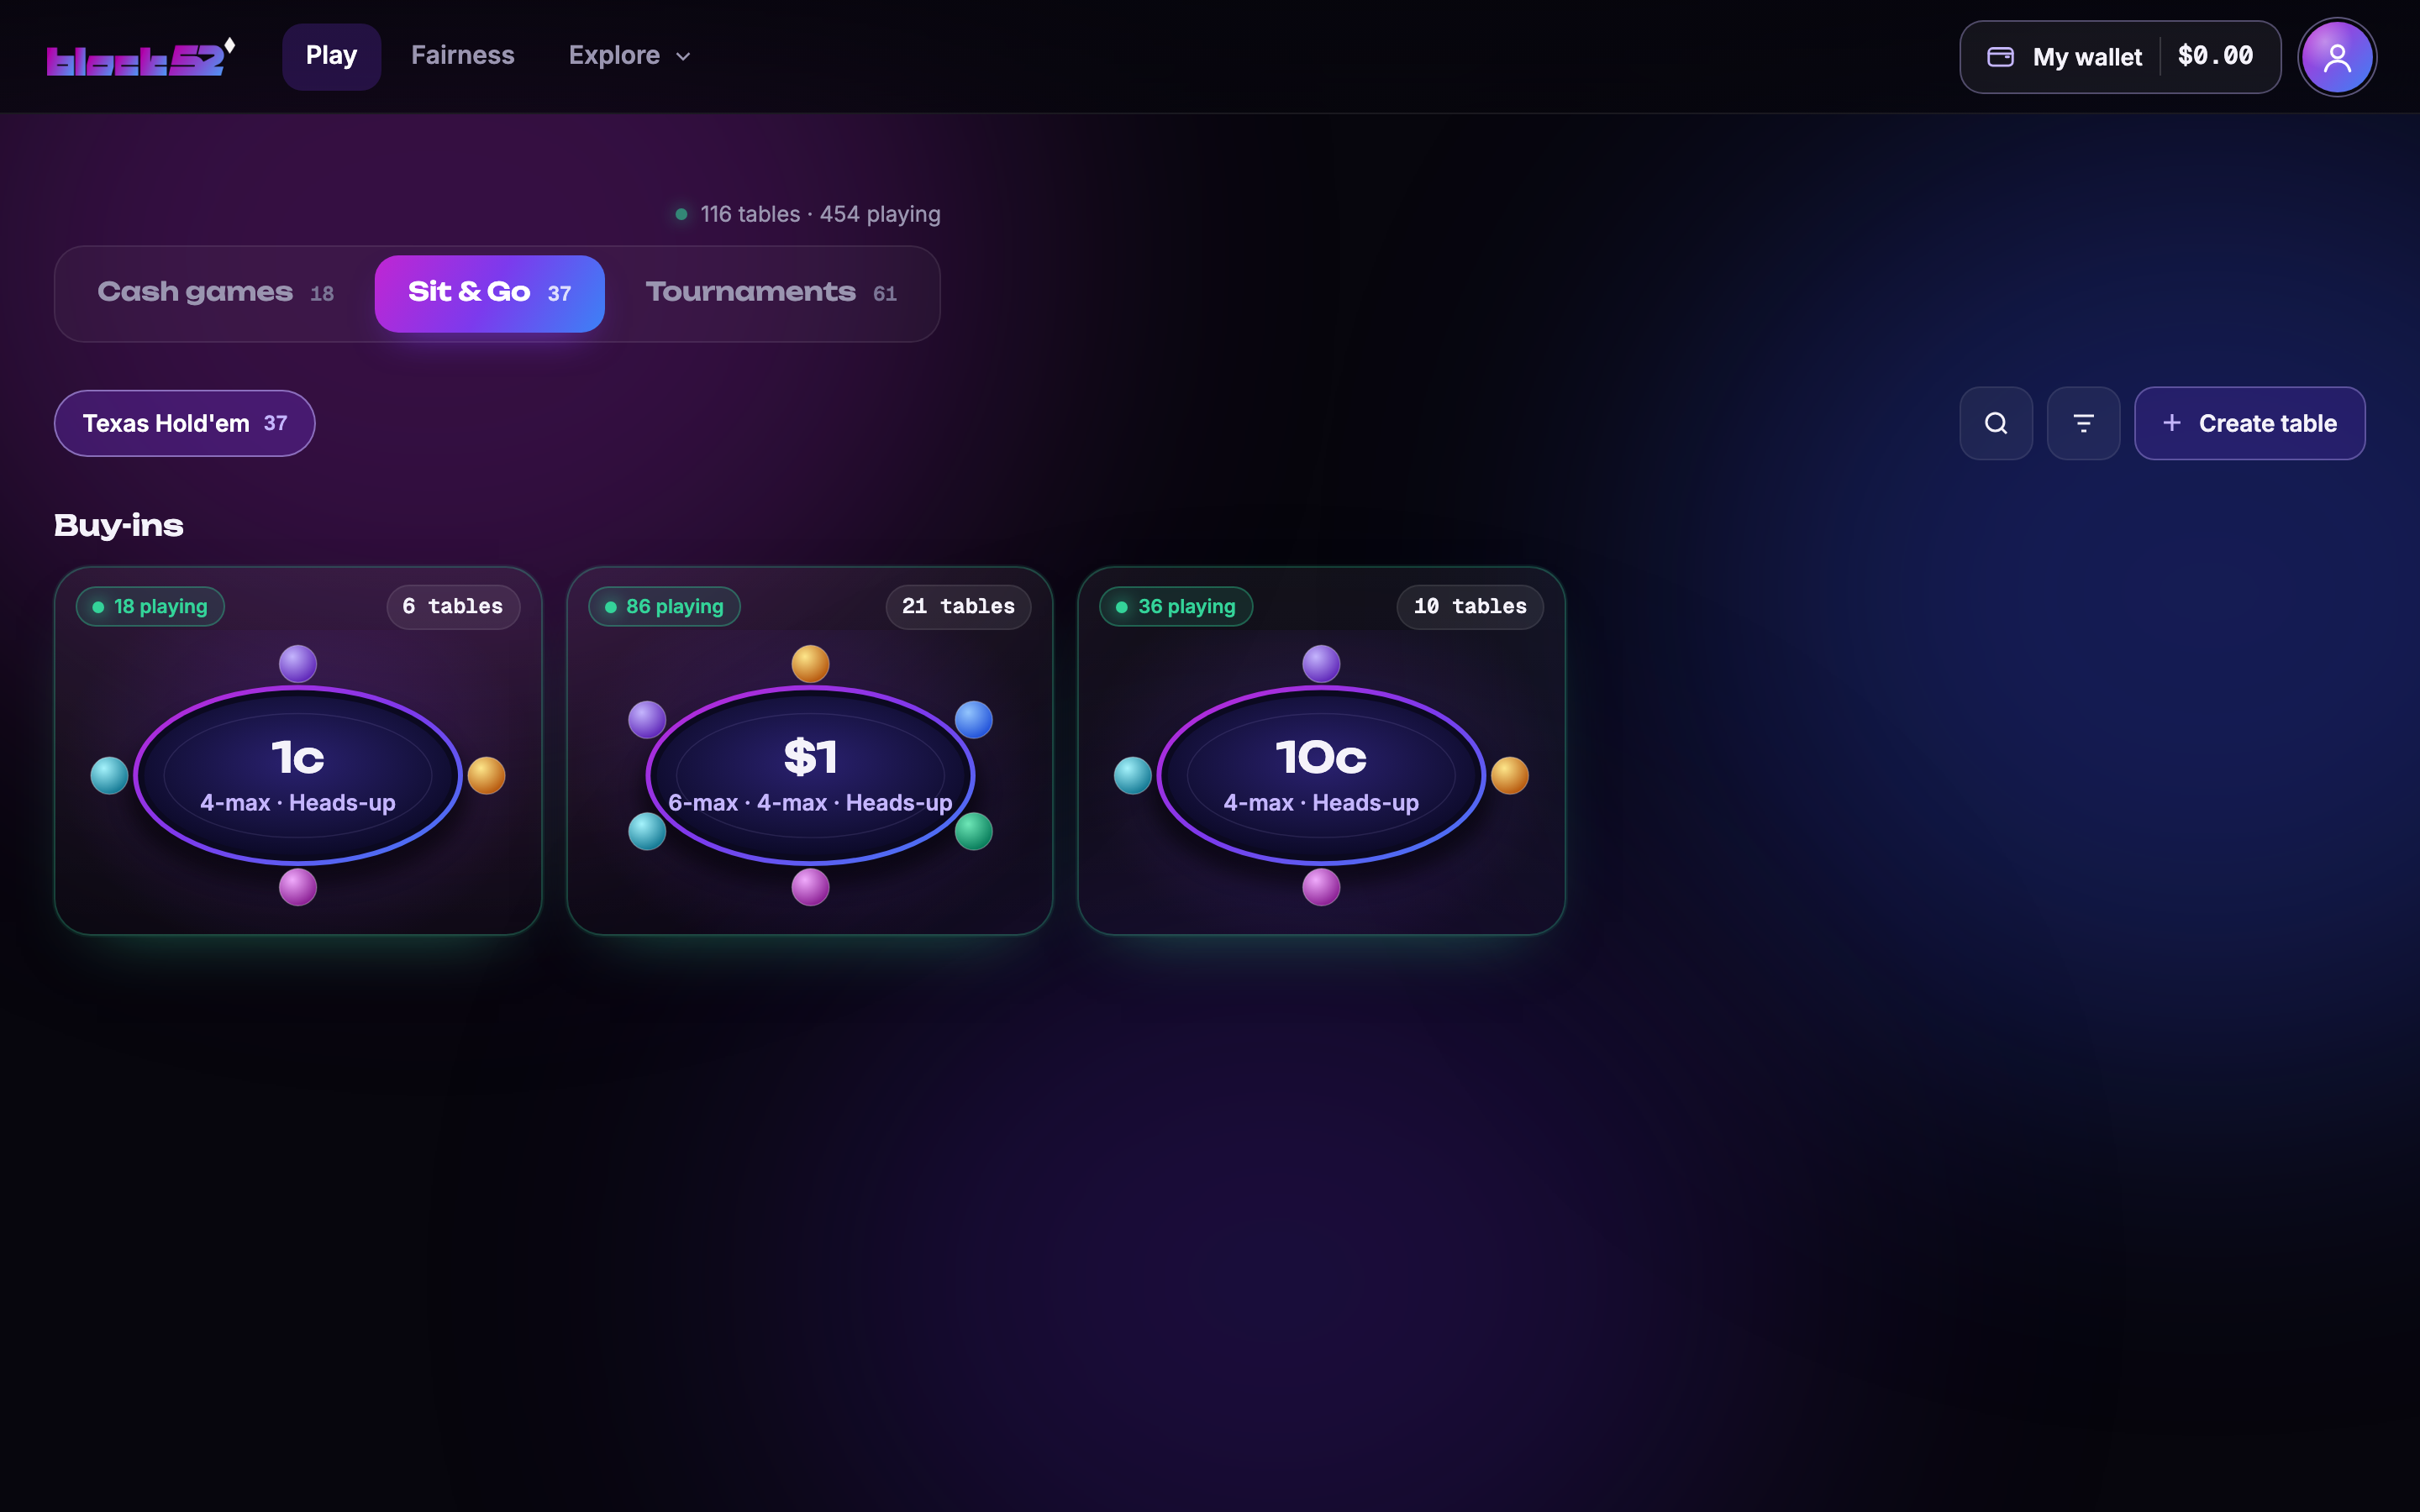 block52
Play
Fairness
Explore
My wallet
$0.00
116 tables · 454 playing
Cash games 18
Sit & Go 37
Tournaments 61
Texas Hold'em 37
+ Create table
Buy-ins
18 playing
6 tables
1c
4-max · Heads-up
86 playing
21 tables
$1
6-max · 4-max · Heads-up
36 playing
10 tables
10c
4-max · Heads-up